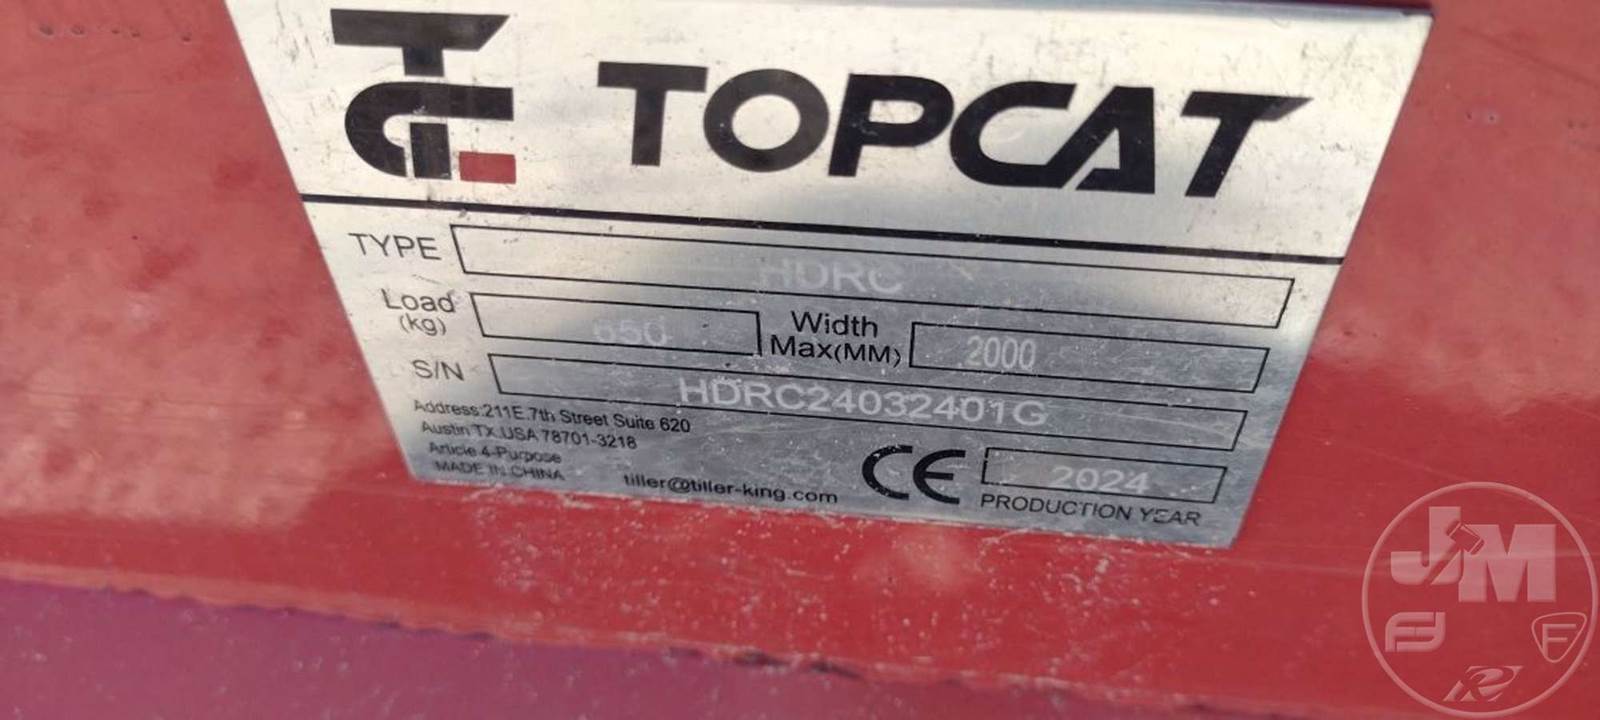 TOPCAT
TYPE HDRC
Load (kg) 650 Width Max(MM) 2000
S/N HDRC24032401G
Address:211E.7th Street Suite 620
Austin TX.USA 78701-3218
Article 4-Purpose
MADE IN CHINA
tiller@tiller-king.com
CE 2024
PRODUCTION YEAR
JM